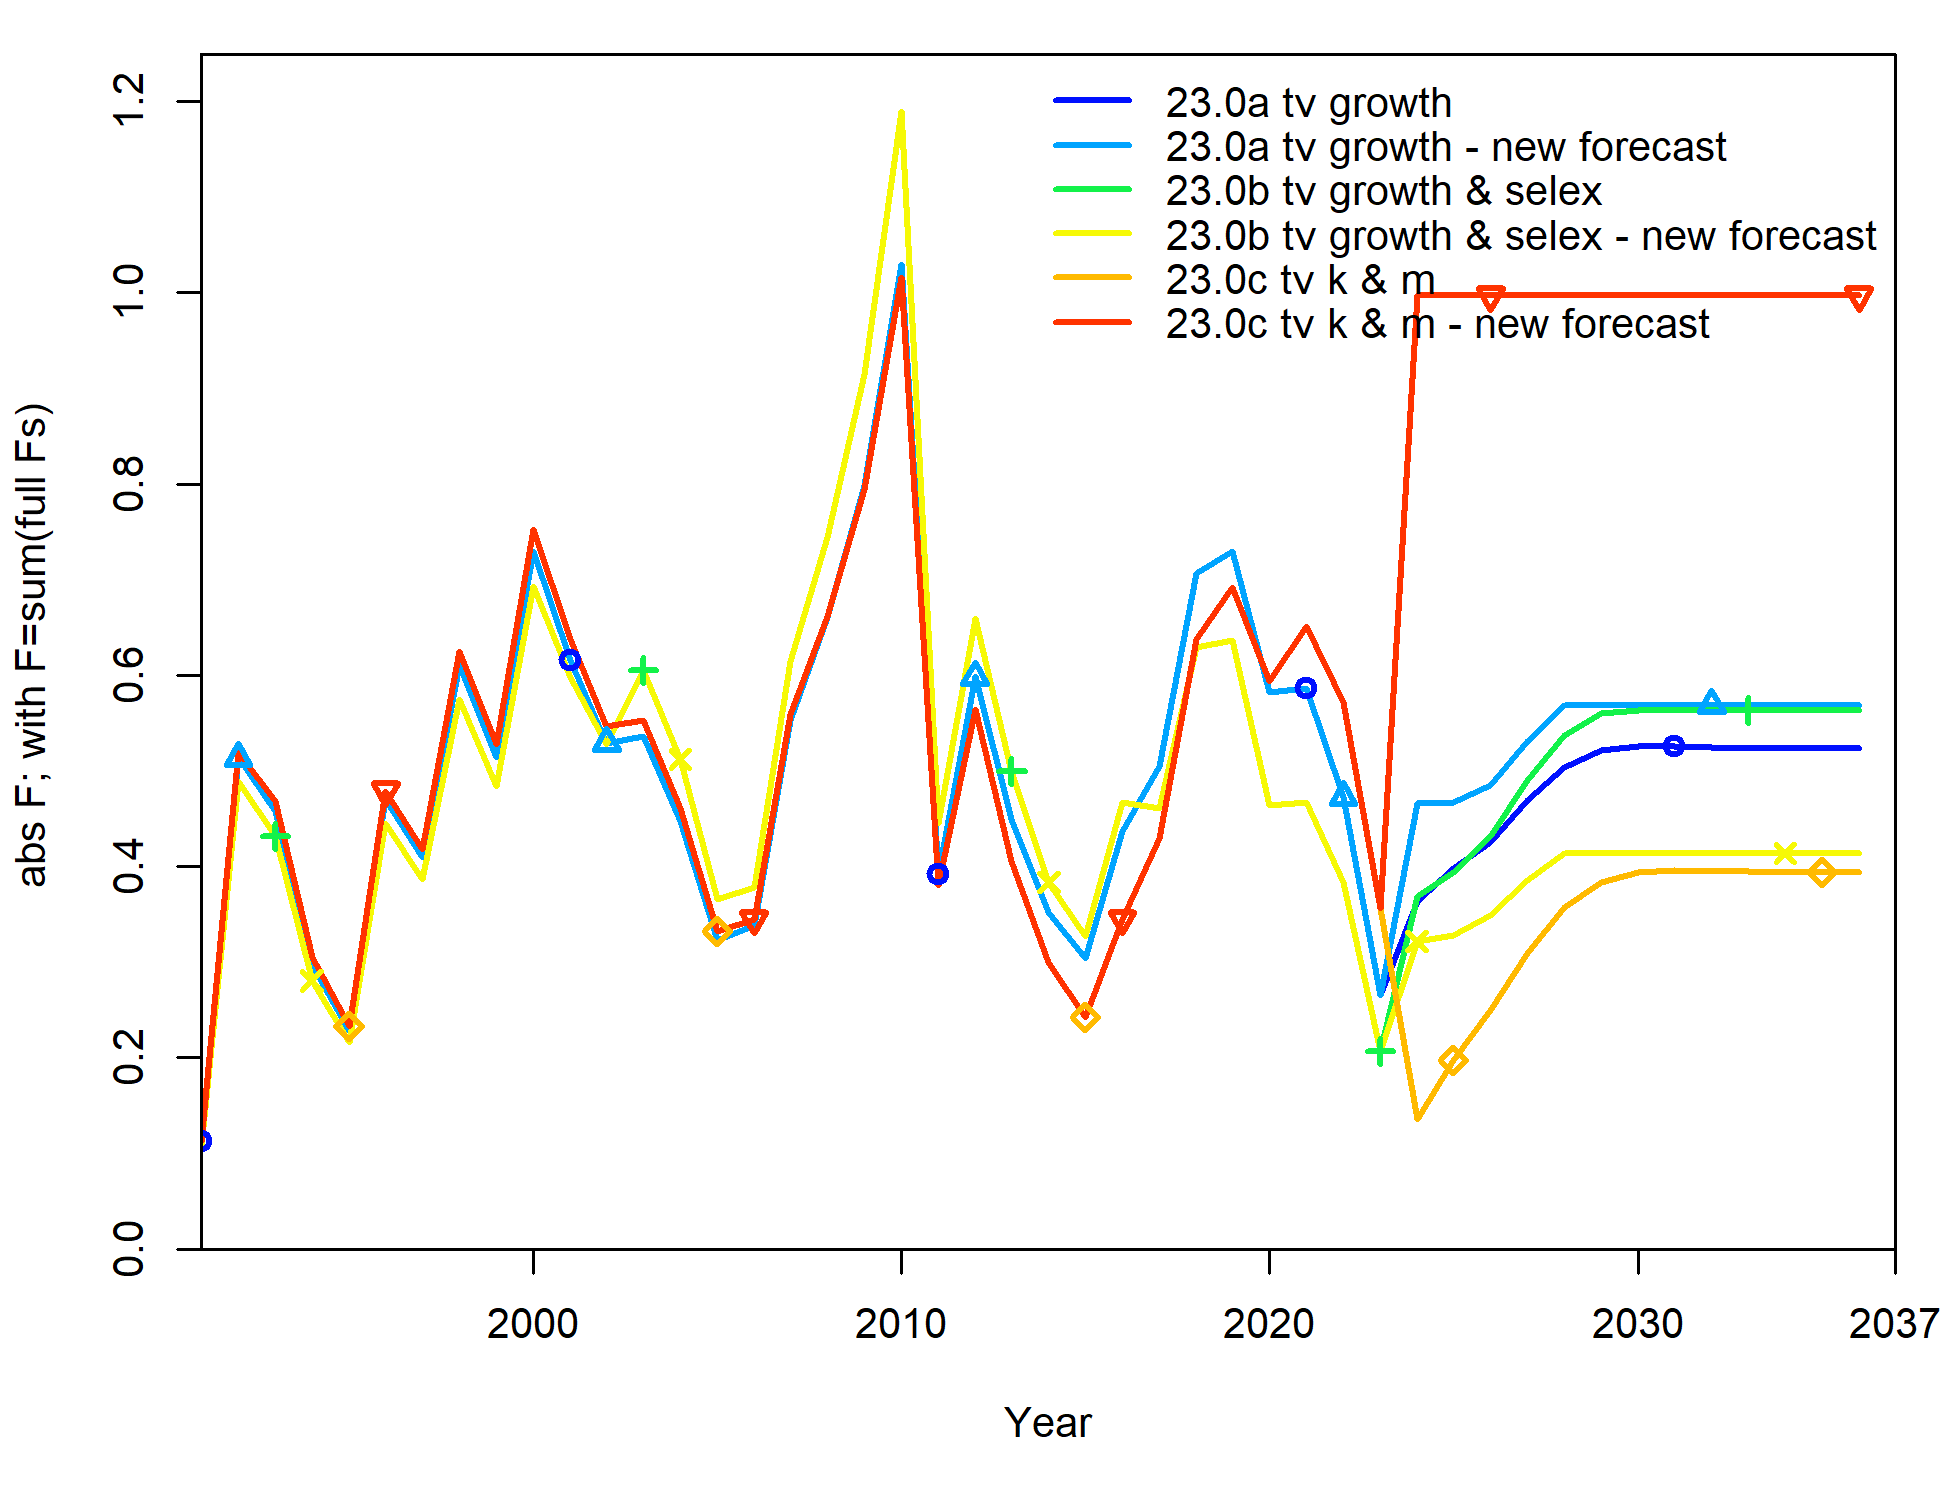 abs F; with F=sum(full Fs)
1.2
1.0
0.8
0.6
0.4
0.2
0.0
23.0a tv growth
23.0a tv growth - new forecast
23.0b tv growth & selex
23.0b tv growth & selex - new forecast
23.0c tv k & m
23.0c tv k & m - new forecast
2000 2010 2020 2030 2037
Year